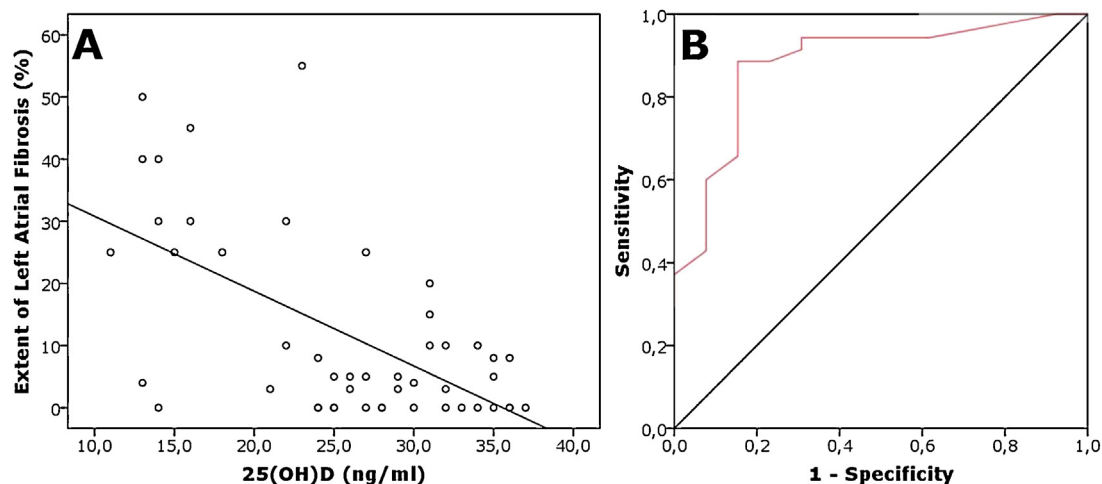 A
Extent of Left Atrial Fibrosis (%)
60
50
40
30
20
10
0
10,0 15,0 20,0 25,0 30,0 35,0 40,0
25(OH)D (ng/ml)
B
Sensitivity
1,0
0,8
0,6
0,4
0,2
0,0
0,0 0,2 0,4 0,6 0,8 1,0
1 - Specificity